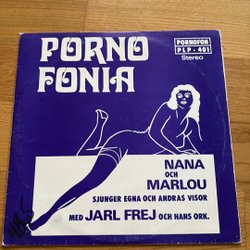 PORNO
FONIA
PORNOFON
PLP - 401
Stereo
NANA
OCH
MARLOU
SJUNGER EGNA OCH ANDRAS VISOR
MED JARL FREJ OCH HANS ORK.